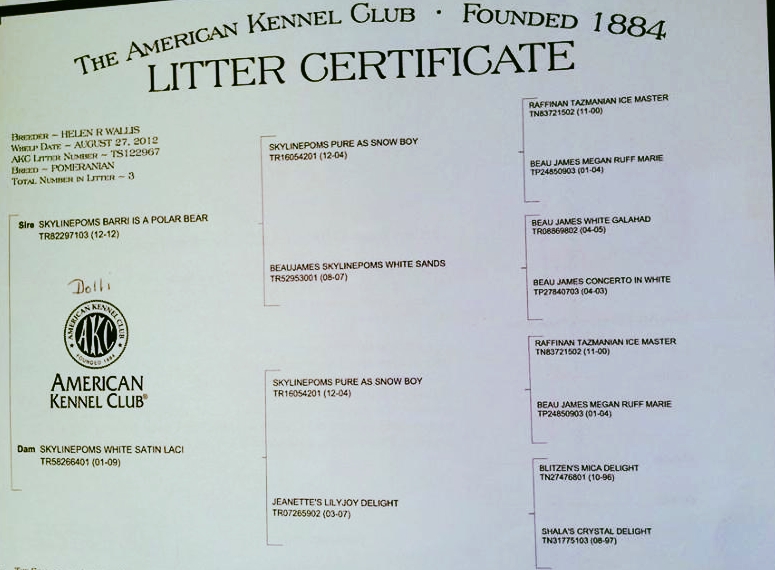 THE AMERICAN KENNEL CLUB · FOUNDED 1884
LITTER CERTIFICATE
BREEDER – HELEN R WALLIS
WHELP DATE – AUGUST 27, 2012
AKC LITTER NUMBER – TS122967
BREED – POMERANIAN
TOTAL NUMBER IN LITTER – 3
Sire SKYLINEPOMS BARRI IS A POLAR BEAR
TR82297103 (12-12)
Dolli
AMERICAN KENNEL CLUB
AKC
FOUNDED 1884
AMERICAN
KENNEL CLUB®
Dam SKYLINEPOMS WHITE SATIN LACI
TR58266401 (01-09)
SKYLINEPOMS PURE AS SNOW BOY
TR16054201 (12-04)
BEAUJAMES SKYLINEPOMS WHITE SANDS
TR52953001 (08-07)
SKYLINEPOMS PURE AS SNOW BOY
TR16054201 (12-04)
JEANETTE'S LILYJOY DELIGHT
TR07265902 (03-07)
RAFFINAN TAZMANIAN ICE MASTER
TN83721502 (11-00)
BEAU JAMES MEGAN RUFF MARIE
TP24850903 (01-04)
BEAU JAMES WHITE GALAHAD
TR08869802 (04-05)
BEAU JAMES CONCERTO IN WHITE
TP27840703 (04-03)
RAFFINAN TAZMANIAN ICE MASTER
TN83721502 (11-00)
BEAU JAMES MEGAN RUFF MARIE
TP24850903 (01-04)
BLITZEN'S MICA DELIGHT
TN27476801 (10-96)
SHALA'S CRYSTAL DELIGHT
TN31775103 (08-97)